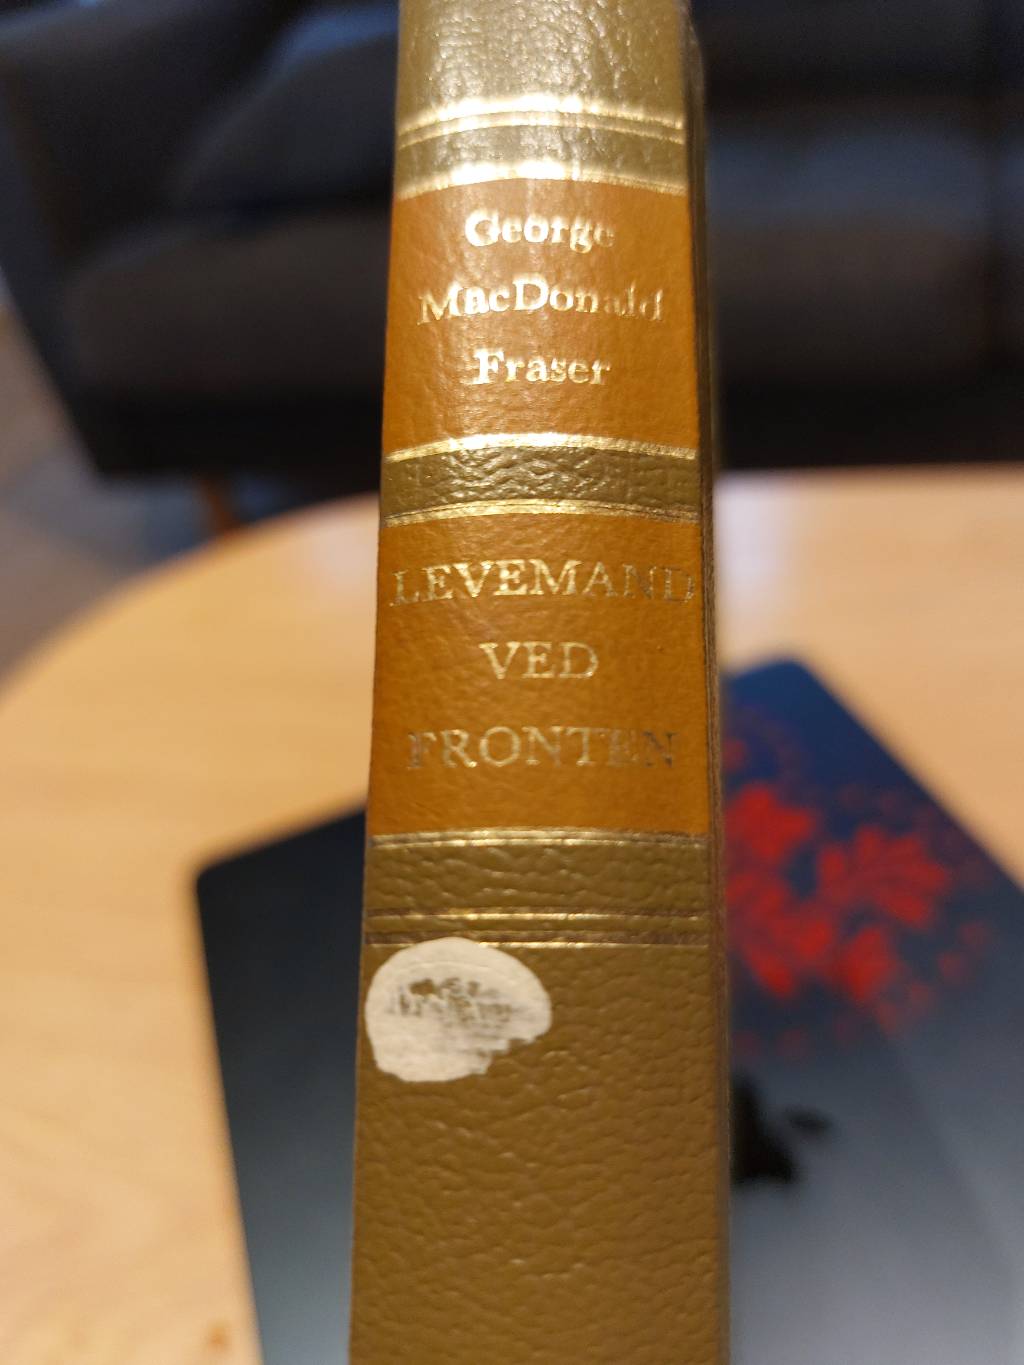 George
MacDonald
Fraser
LEVEMAND
VED
FRONTEN